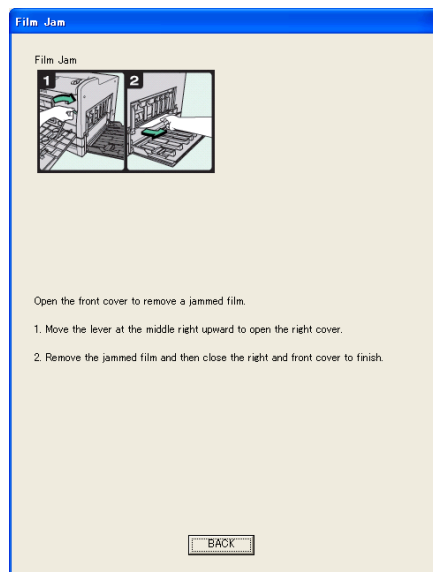 Film Jam
Film Jam
1 2
Open the front cover to remove a jammed film.
1. Move the lever at the middle right upward to open the right cover.
2. Remove the jammed film and then close the right and front cover to finish.
BACK